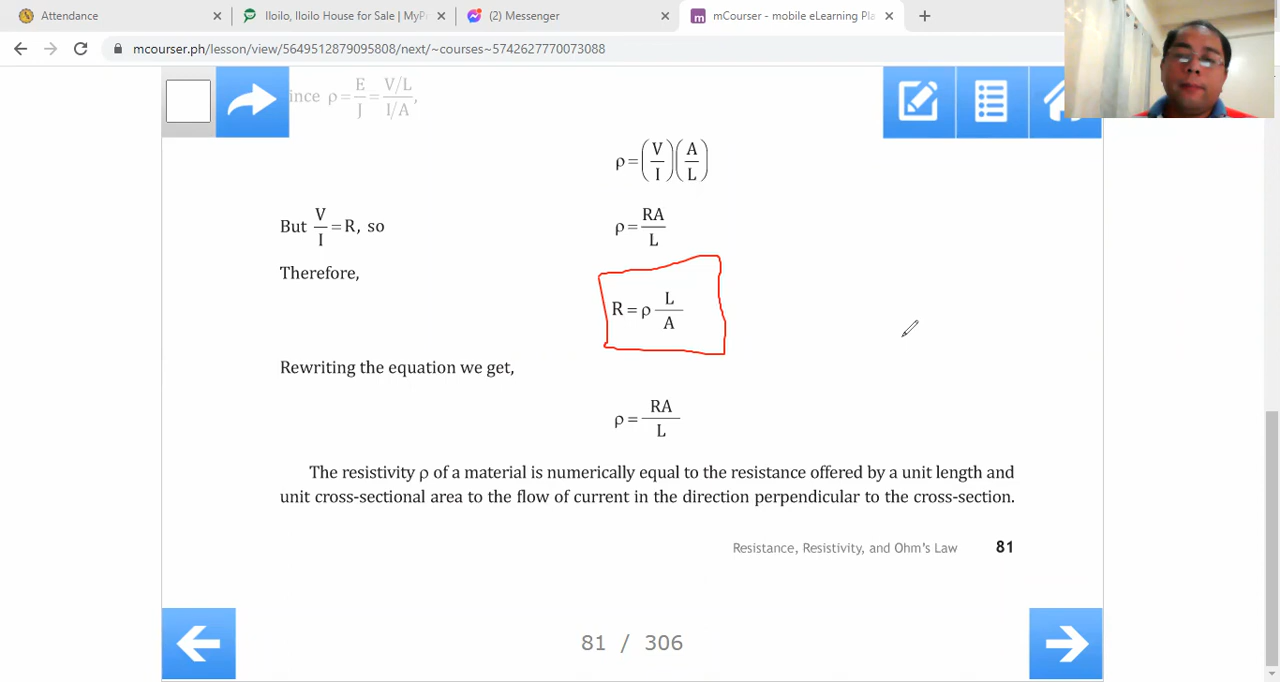 Attendance
Iloilo, Iloilo House for Sale | MyP
(2) Messenger
m mCourser - mobile eLearning Pla
mcourser.ph/lesson/view/5649512879095808/next/~courses~5742627770073088
ince ρ = E/J = V/L / I/A,
ρ = (V/I)(A/L)
But V/I = R, so
ρ = RA/L
Therefore,
R = ρ L/A
Rewriting the equation we get,
ρ = RA/L
The resistivity ρ of a material is numerically equal to the resistance offered by a unit length and
unit cross-sectional area to the flow of current in the direction perpendicular to the cross-section.
Resistance, Resistivity, and Ohm's Law 81
81 / 306